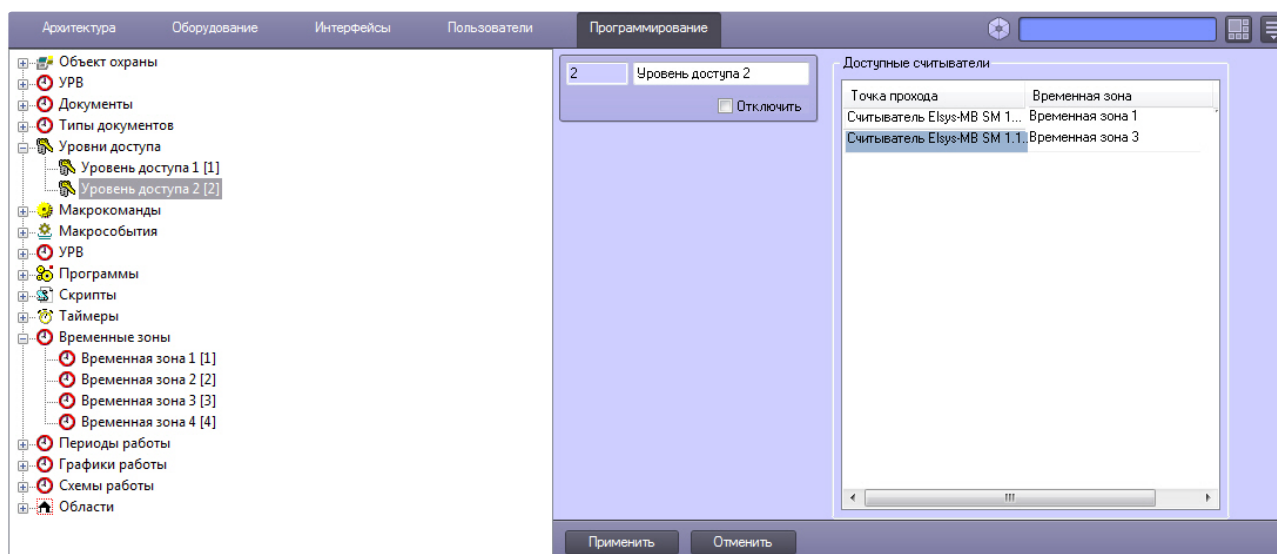 Архитектура Оборудование Интерфейсы Пользователи Программирование
Объект охраны
УРВ
Документы
Типы документов
Уровни доступа
Уровень доступа 1 [1]
Уровень доступа 2 [2]
Макрокоманды
Макрособытия
УРВ
Программы
Скрипты
Таймеры
Временные зоны
Временная зона 1 [1]
Временная зона 2 [2]
Временная зона 3 [3]
Временная зона 4 [4]
Периоды работы
Графики работы
Схемы работы
Области
2 Уровень доступа 2
Отключить
Доступные считыватели
Точка прохода Временная зона
Считыватель Elsys-MB SM 1... Временная зона 1
Считыватель Elsys-MB SM 1.1.. Временная зона 3
Применить Отменить